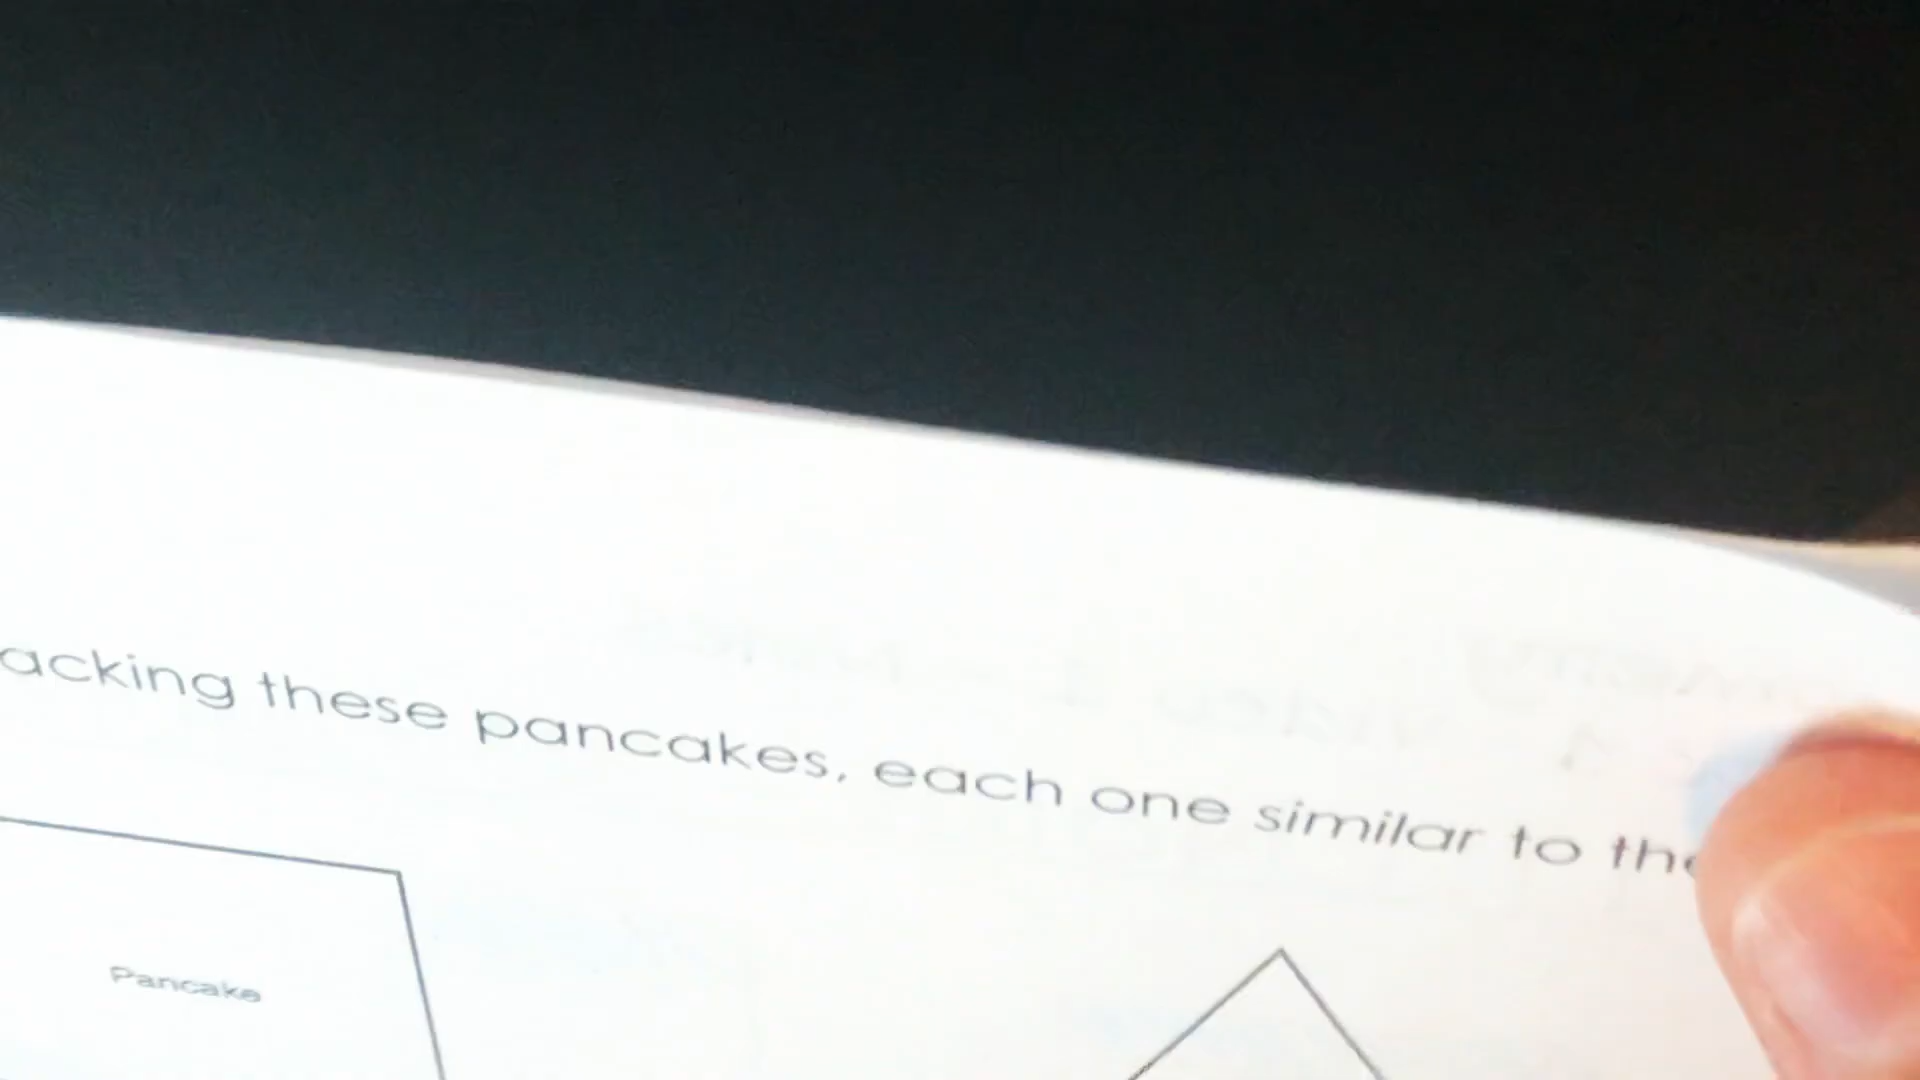 acking these pancakes, each one similar to the
Pancake